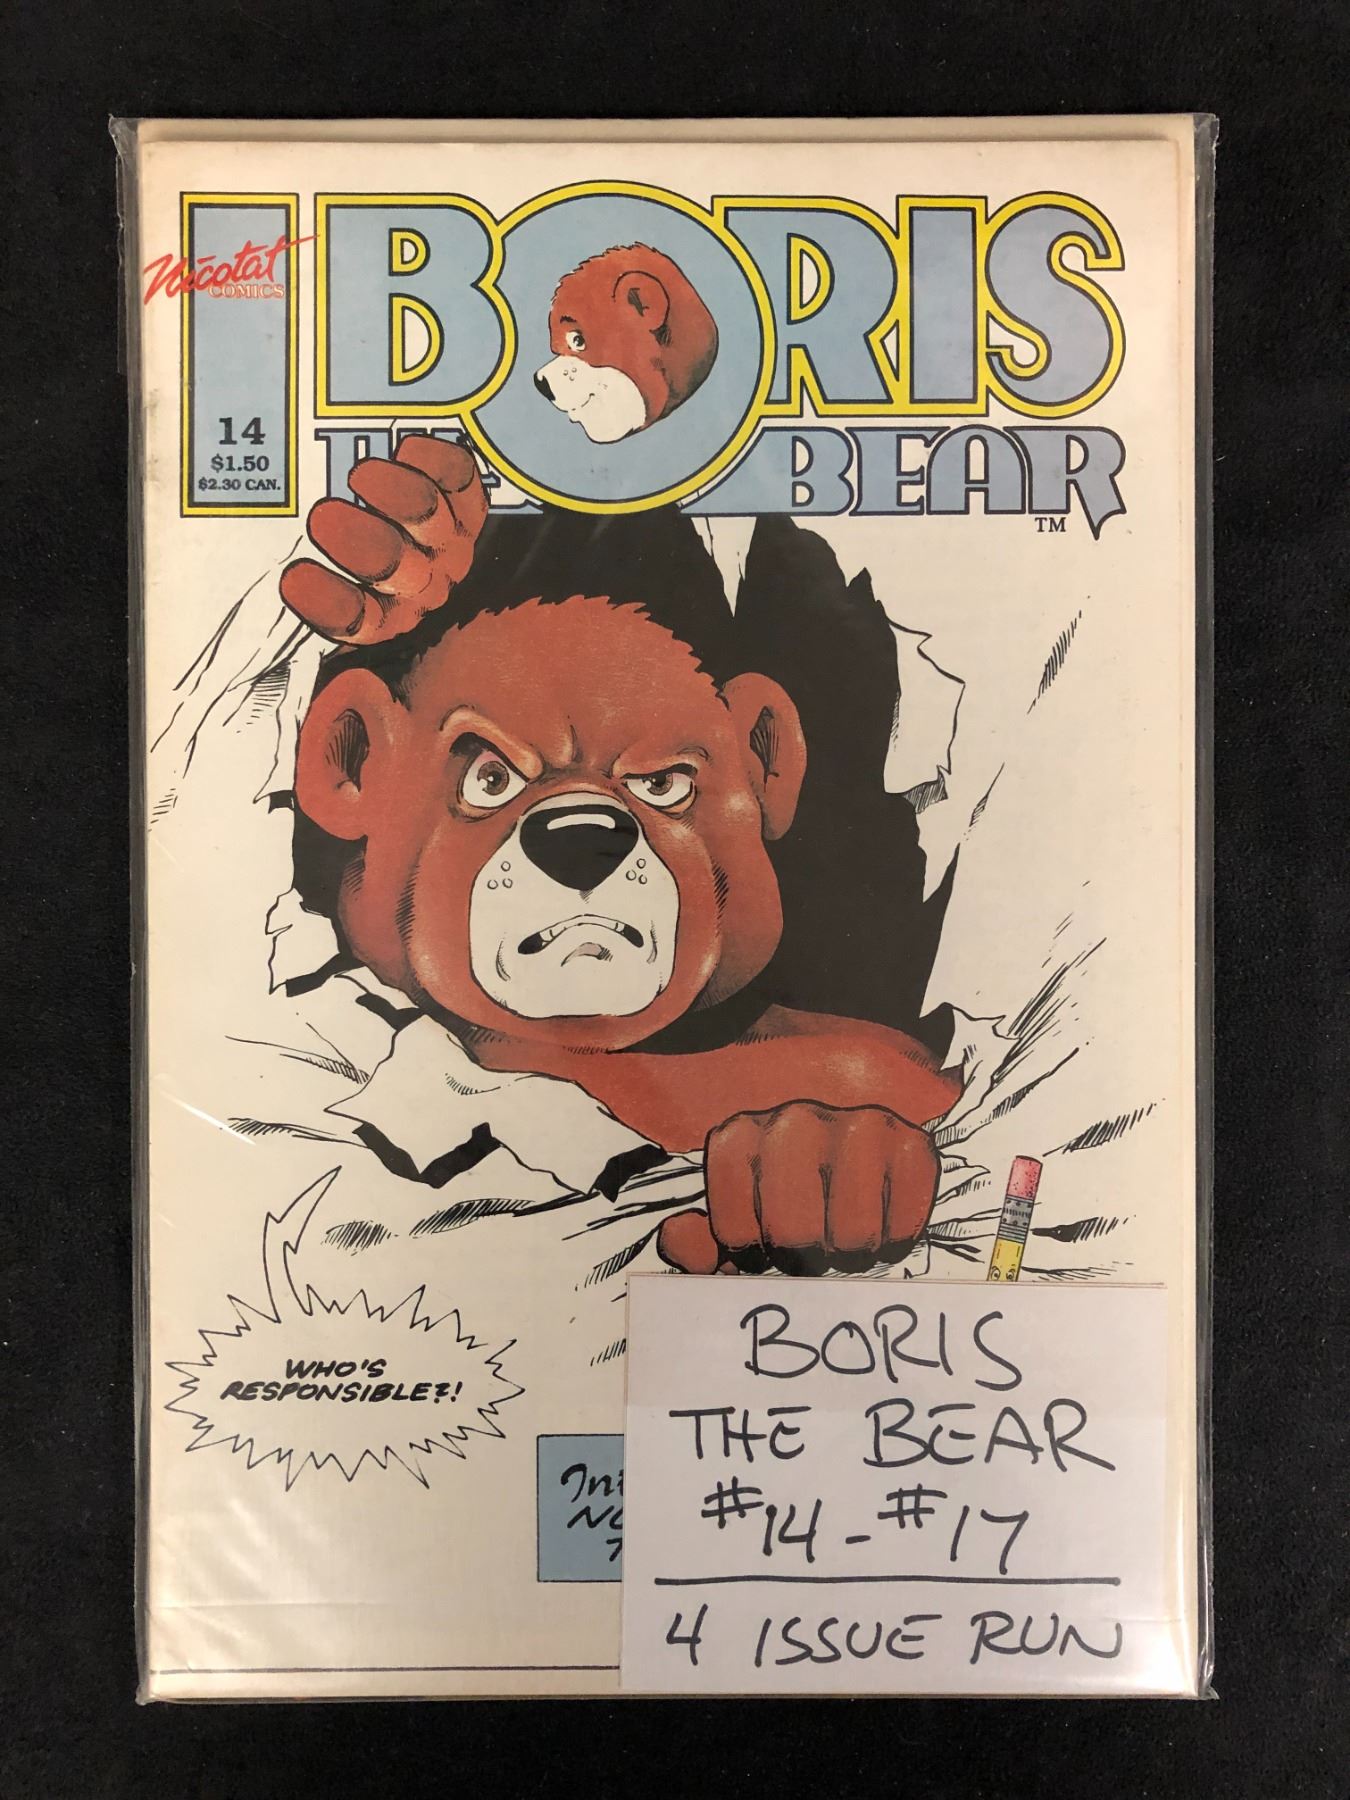 Nicotat
COMICS
BORIS
THE BEAR
TM
14
$1.50
$2.30 CAN.
WHO'S
RESPONSIBLE?!
BORIS
THE BEAR
#14-#17
4 ISSUE RUN